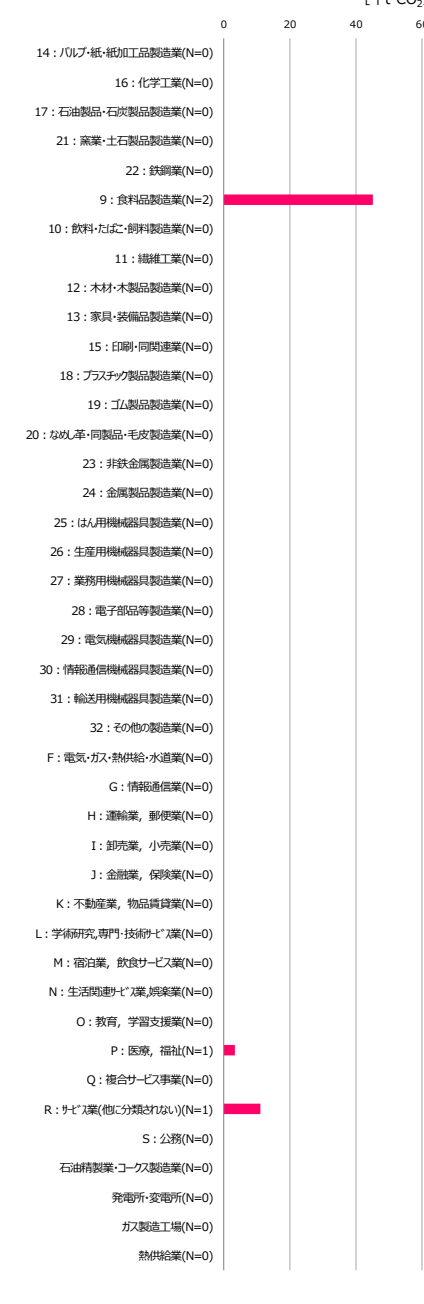 [千t-CO₂
0 20 40 60
14：パルプ・紙・紙加工品製造業(N=0)
16：化学工業(N=0)
17：石油製品・石炭製品製造業(N=0)
21：窯業・土石製品製造業(N=0)
22：鉄鋼業(N=0)
9：食料品製造業(N=2)
10：飲料・たばこ・飼料製造業(N=0)
11：繊維工業(N=0)
12：木材・木製品製造業(N=0)
13：家具・装備品製造業(N=0)
15：印刷・同関連業(N=0)
18：プラスチック製品製造業(N=0)
19：ゴム製品製造業(N=0)
20：なめし革・同製品・毛皮製造業(N=0)
23：非鉄金属製造業(N=0)
24：金属製品製造業(N=0)
25：はん用機械器具製造業(N=0)
26：生産用機械器具製造業(N=0)
27：業務用機械器具製造業(N=0)
28：電子部品等製造業(N=0)
29：電気機械器具製造業(N=0)
30：情報通信機械器具製造業(N=0)
31：輸送用機械器具製造業(N=0)
32：その他の製造業(N=0)
F：電気・ガス・熱供給・水道業(N=0)
G：情報通信業(N=0)
H：運輸業，郵便業(N=0)
I：卸売業，小売業(N=0)
J：金融業，保険業(N=0)
K：不動産業，物品賃貸業(N=0)
L：学術研究,専門・技術ｻｰﾋﾞｽ業(N=0)
M：宿泊業，飲食サービス業(N=0)
N：生活関連ｻｰﾋﾞｽ業,娯楽業(N=0)
O：教育，学習支援業(N=0)
P：医療，福祉(N=1)
Q：複合サービス事業(N=0)
R：ｻｰﾋﾞｽ業(他に分類されない)(N=1)
S：公務(N=0)
石油精製業・コークス製造業(N=0)
発電所・変電所(N=0)
ガス製造工場(N=0)
熱供給業(N=0)